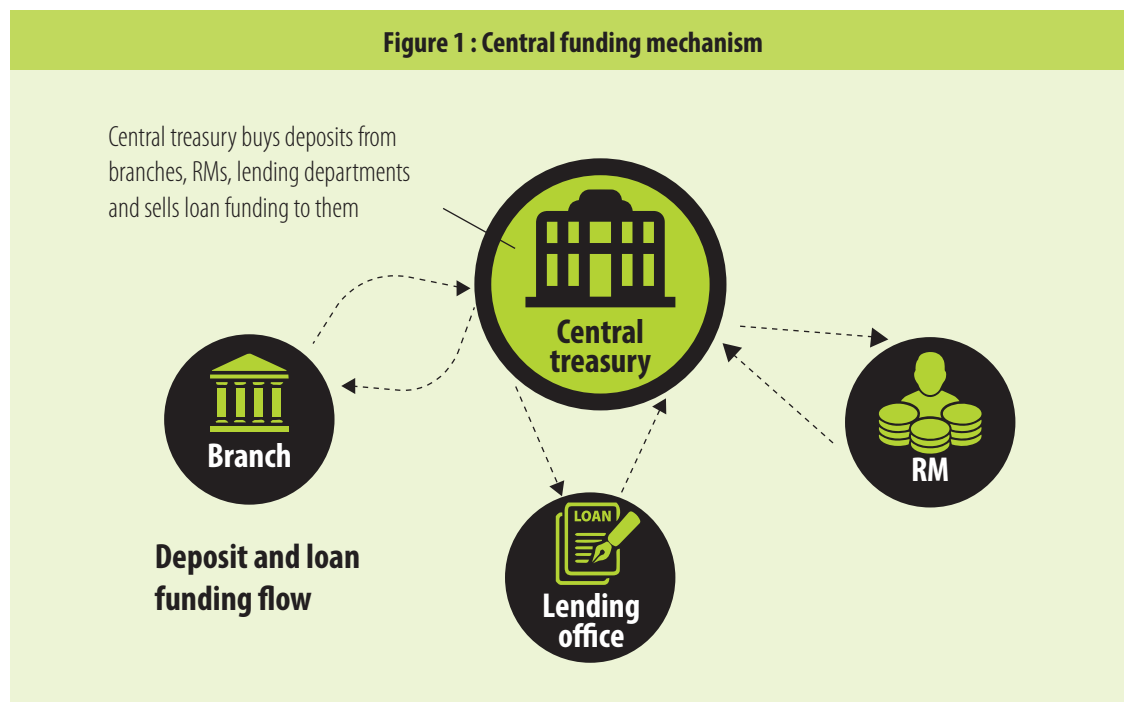 Figure 1 : Central funding mechanism
Central treasury buys deposits from
branches, RMs, lending departments
and sells loan funding to them
Central
treasury
Branch
RM
LOAN
Lending
office
Deposit and loan
funding flow